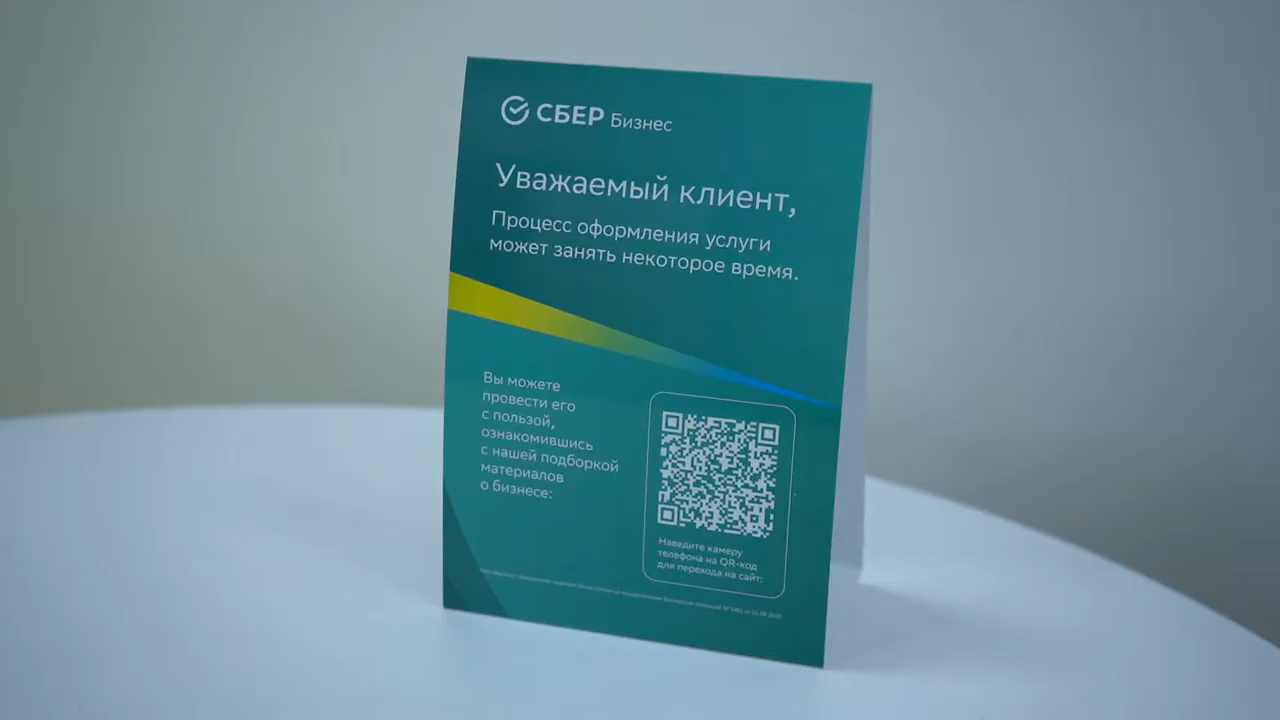 СБЕР Бизнес
Уважаемый клиент,
Процесс оформления услуги
может занять некоторое время.
Вы можете
провести его
с пользой,
ознакомившись
с нашей подборкой
материалов
о бизнесе:
Наведите камеру
телефона на QR-код
для перехода на сайт: